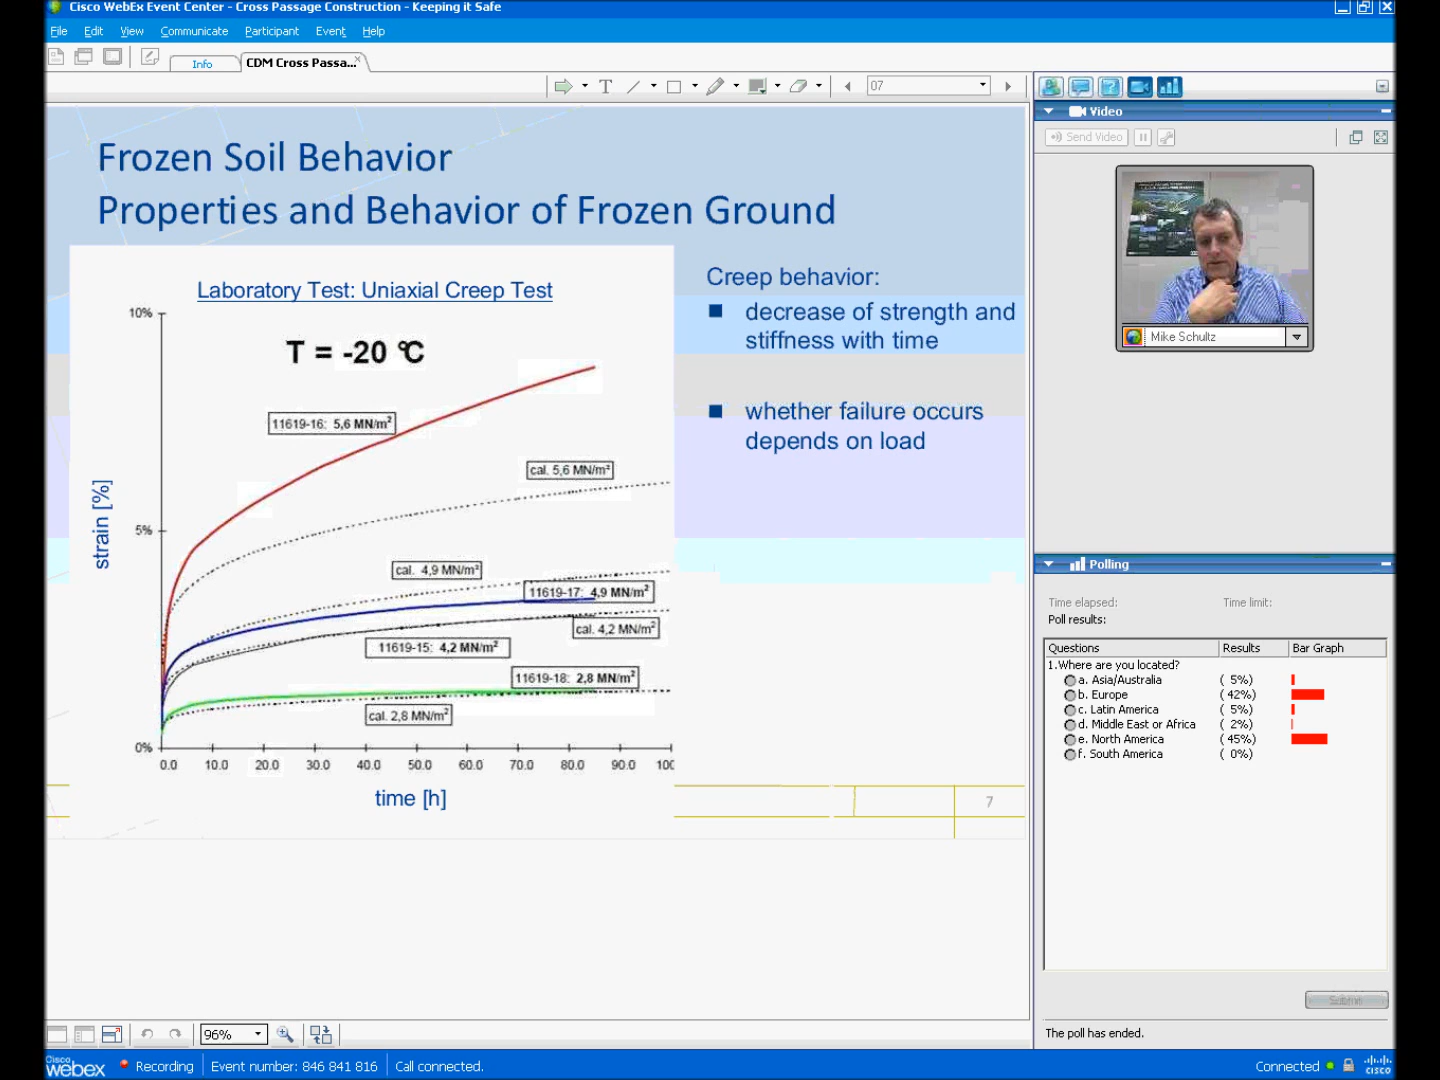 Cisco WebEx Event Center - Cross Passage Construction - Keeping it Safe
File Edit View Communicate Participant Event Help
Info
CDM Cross Passa...
T
07
Video
Send Video
Mike Schultz
Frozen Soil Behavior
Properties and Behavior of Frozen Ground
Laboratory Test: Uniaxial Creep Test
T = -20 °C
10%
5%
0%
strain [%]
11619-16: 5,6 MN/m²
cal. 5,6 MN/m²
cal. 4,9 MN/m²
11619-17: 4,9 MN/m²
cal. 4,2 MN/m²
11619-15: 4,2 MN/m²
11619-18: 2,8 MN/m²
cal. 2,8 MN/m²
0.0 10.0 20.0 30.0 40.0 50.0 60.0 70.0 80.0 90.0 100
time [h]
Creep behavior:
decrease of strength and
stiffness with time
whether failure occurs
depends on load
7
Polling
Time elapsed: Time limit:
Poll results:
Questions Results Bar Graph
1.Where are you located?
a. Asia/Australia ( 5%)
b. Europe ( 42%)
c. Latin America ( 5%)
d. Middle East or Africa ( 2%)
e. North America ( 45%)
f. South America ( 0%)
Submit
The poll has ended.
96%
Cisco
webex
Recording
Event number: 846 841 816
Call connected.
Connected
CISCO